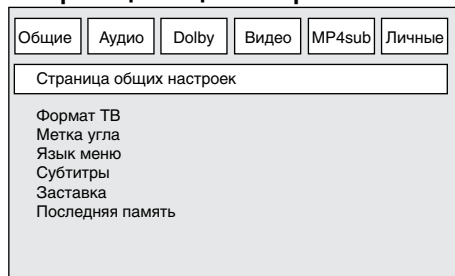 Общие Аудио Dolby Видео MP4sub Личные
Страница общих настроек
Формат ТВ
Метка угла
Язык меню
Субтитры
Заставка
Последняя память